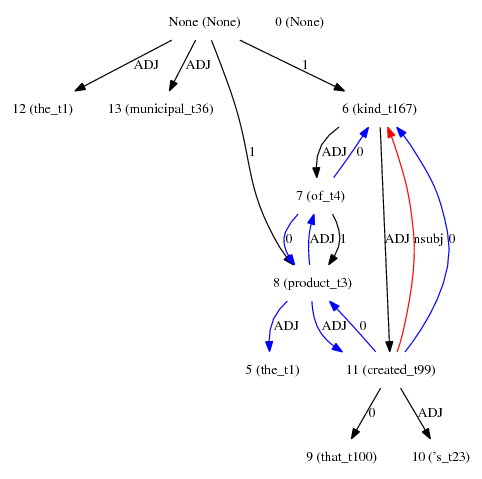 None (None) 0 (None)
ADJ ADJ 1
12 (the_t1) 13 (municipal_t36) 6 (kind_t167)
1 ADJ 0
7 (of_t4)
0 ADJ 1 ADJ nsubj 0
8 (product_t3)
ADJ ADJ 0
5 (the_t1) 11 (created_t99)
0 ADJ
9 (that_t100) 10 ('s_t23)